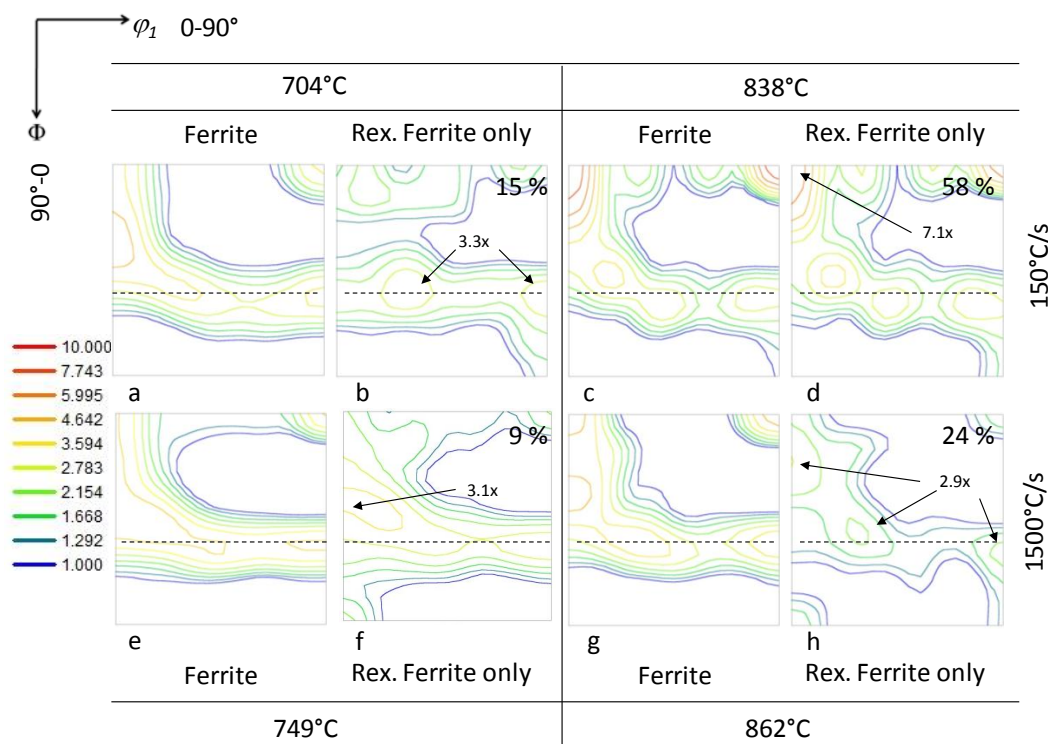 φ1 0-90°
Φ
90°-0
704°C 838°C
Ferrite Rex. Ferrite only Ferrite Rex. Ferrite only
15 % 58 %
3.3x 7.1x
150°C/s
a b c d
10.000
7.743
5.995
4.642
3.594
2.783
2.154
1.668
1.292
1.000
9 % 24 %
3.1x 2.9x
1500°C/s
e f g h
Ferrite Rex. Ferrite only Ferrite Rex. Ferrite only
749°C 862°C